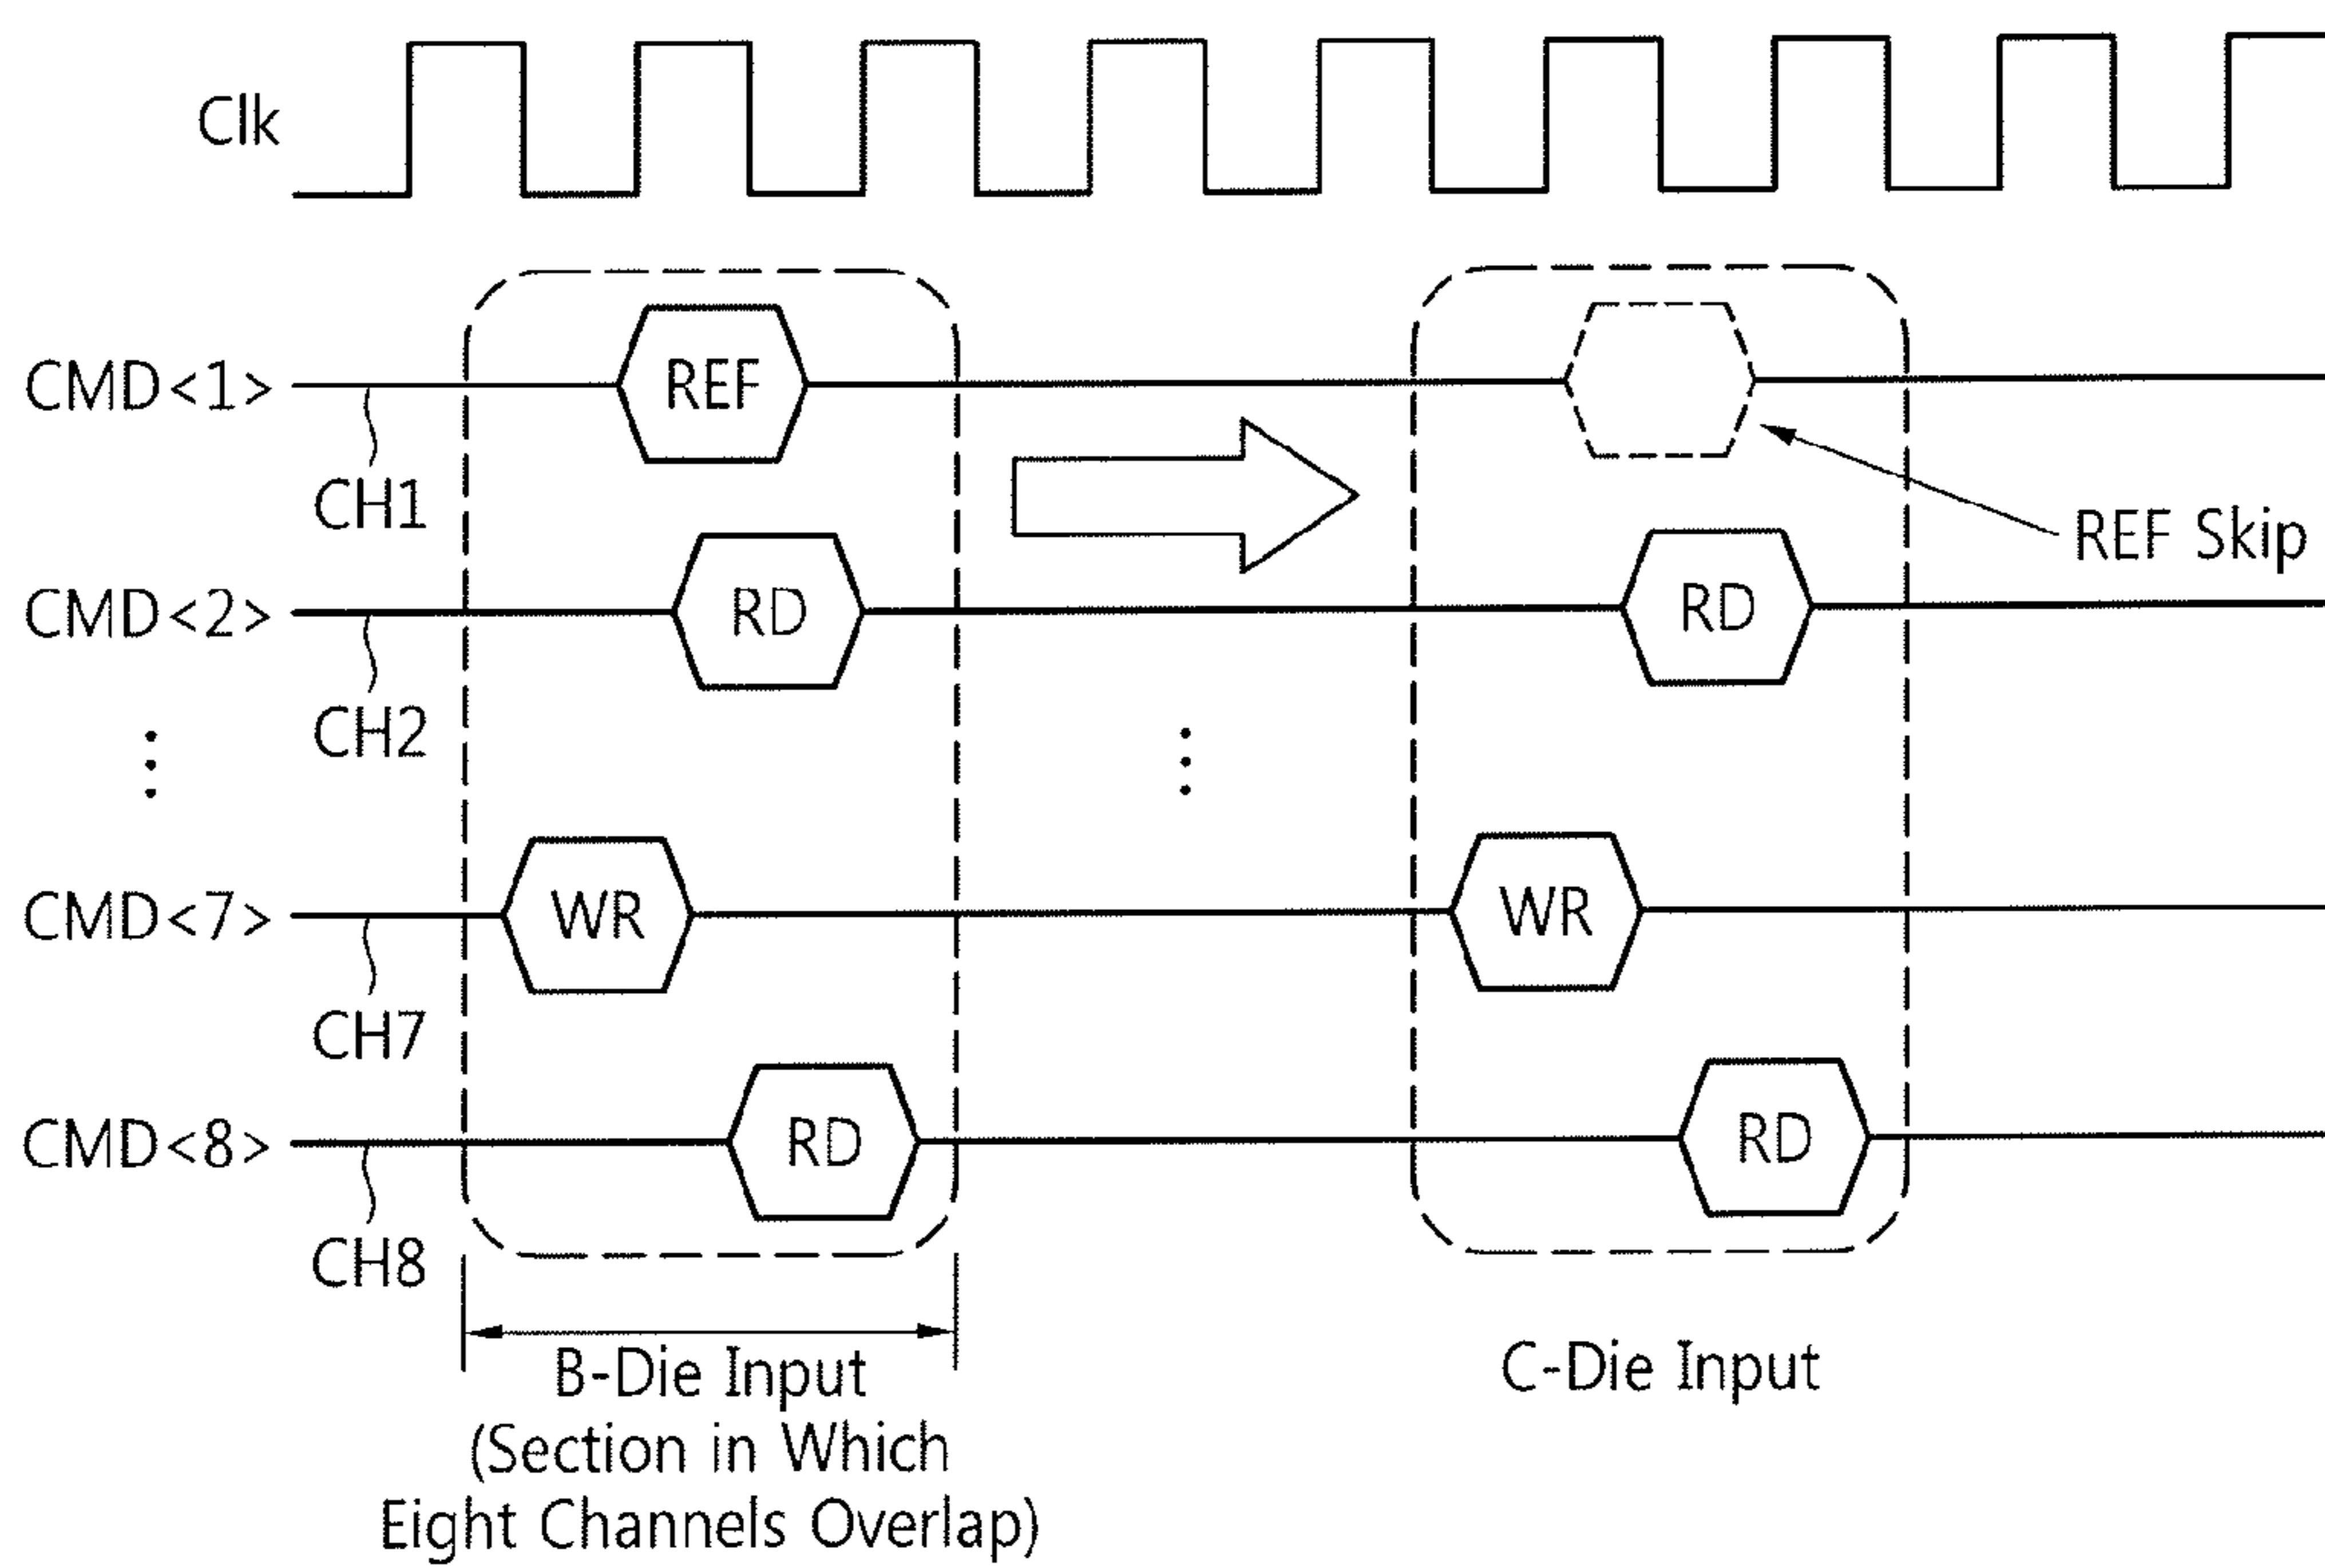 Clk
CMD<1>
REF
CH1
REF Skip
CMD<2>
RD
RD
CH2
CMD<7>
WR
WR
CH7
CMD<8>
RD
RD
CH8
B-Die Input
(Section in Which
Eight Channels Overlap)
C-Die Input